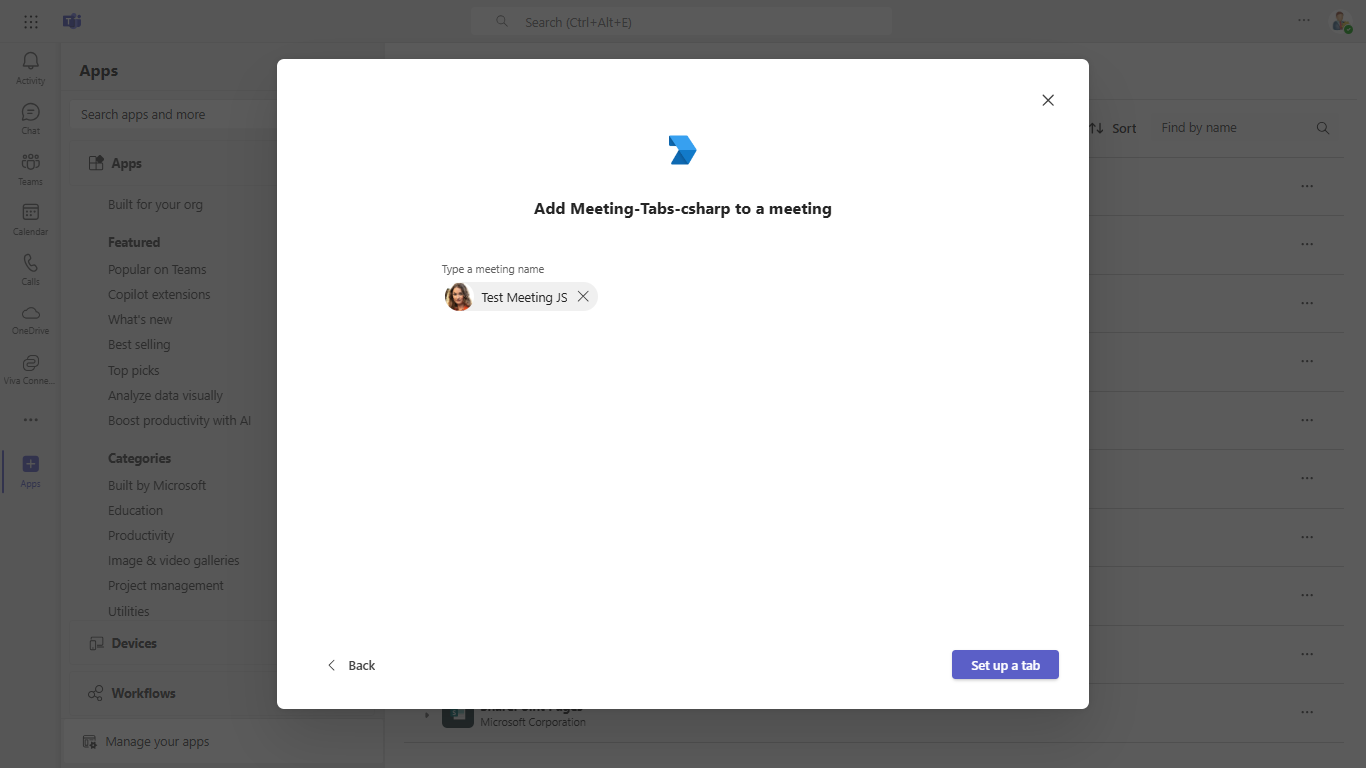 Search (Ctrl+Alt+E)
Activity
Chat
Teams
Calendar
Calls
OneDrive
Viva Conne...
Apps
Apps
Search apps and more
Apps
Built for your org
Featured
Popular on Teams
Copilot extensions
What's new
Best selling
Top picks
Analyze data visually
Boost productivity with AI
Categories
Built by Microsoft
Education
Productivity
Image & video galleries
Project management
Utilities
Devices
Workflows
Manage your apps
Sort
Find by name
Add Meeting-Tabs-csharp to a meeting
Type a meeting name
Test Meeting JS
Back
Set up a tab
SharePoint Pages
Microsoft Corporation